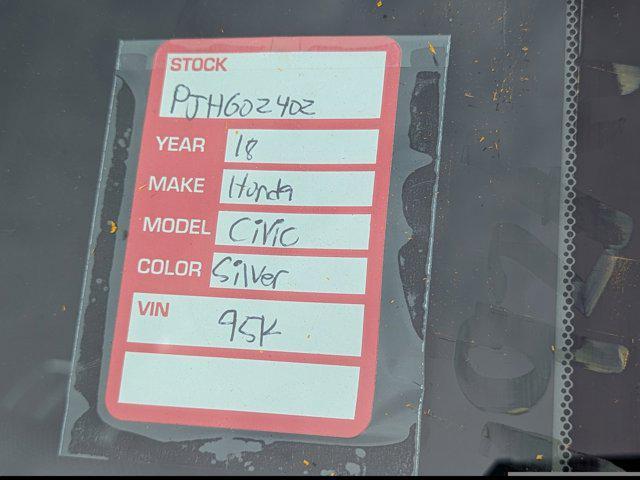 STOCK
PJH602402
YEAR 18
MAKE Honda
MODEL Civic
COLOR Silver
VIN 95K